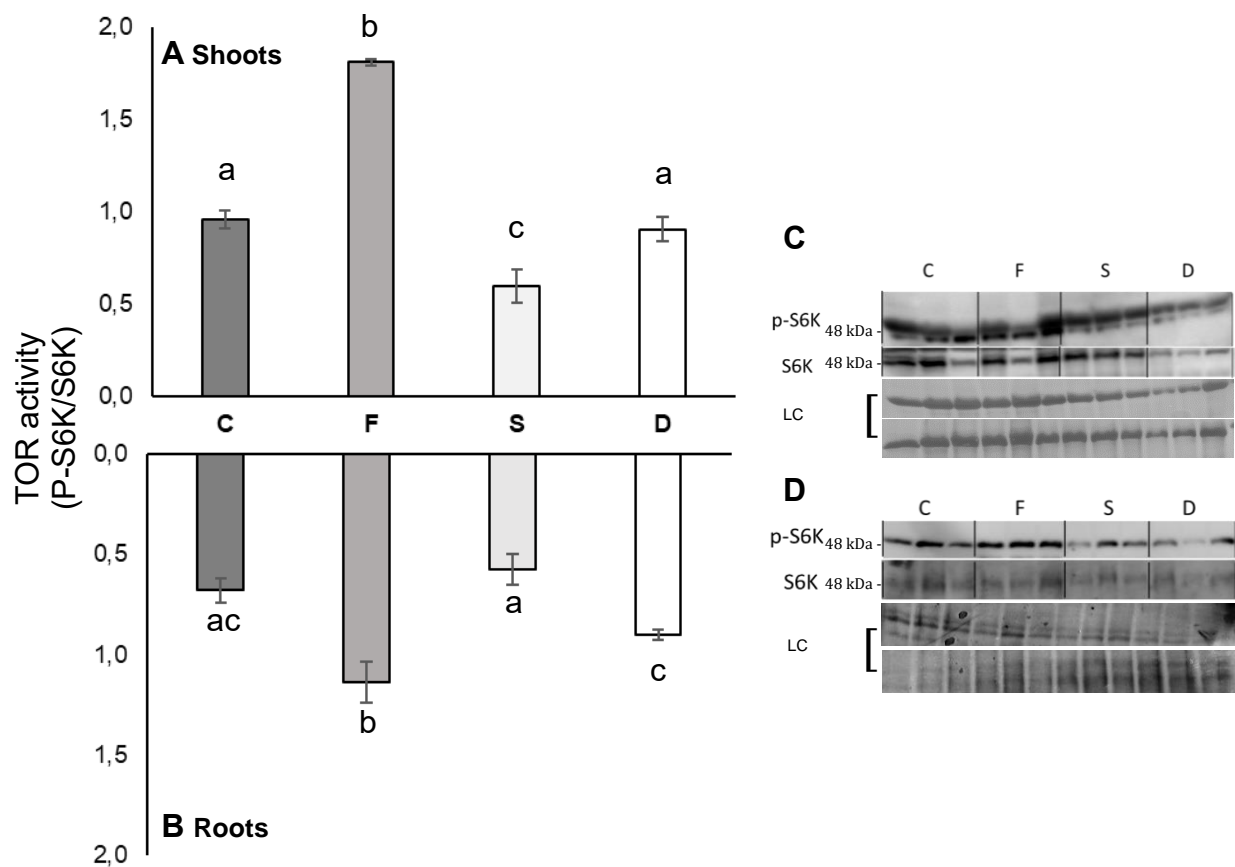 TOR activity
(P-S6K/S6K)
A Shoots
2,0
1,5
1,0
0,5
0,0
a
b
c
a
C F S D
0,0
0,5
1,0
1,5
2,0
ac
b
a
c
B Roots
C
C F S D
p-S6K 48 kDa -
S6K 48 kDa -
LC
D
C F S D
p-S6K 48 kDa -
S6K 48 kDa -
LC